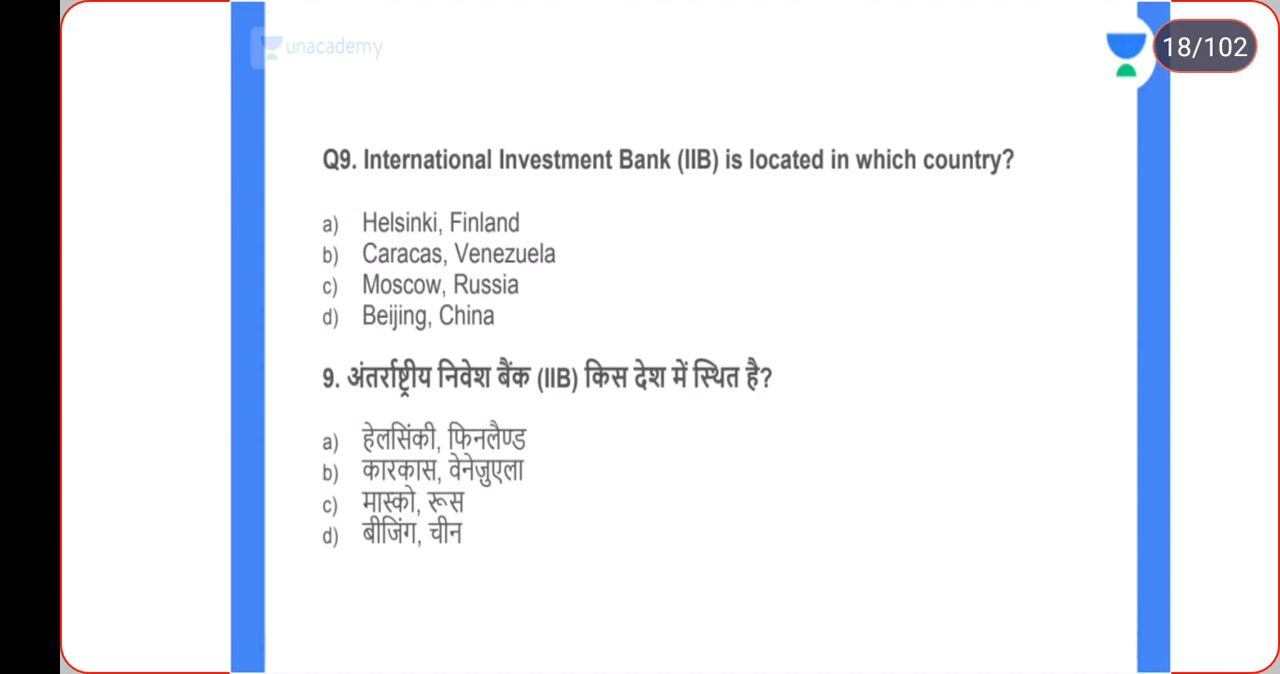 unacademy
18/102
Q9. International Investment Bank (IIB) is located in which country?
a) Helsinki, Finland
b) Caracas, Venezuela
c) Moscow, Russia
d) Beijing, China
9. अंतर्राष्ट्रीय निवेश बैंक (IIB) किस देश में स्थित है?
a) हेलसिंकी, फिनलैण्ड
b) कारकास, वेनेज़ुएला
c) मास्को, रूस
d) बीजिंग, चीन